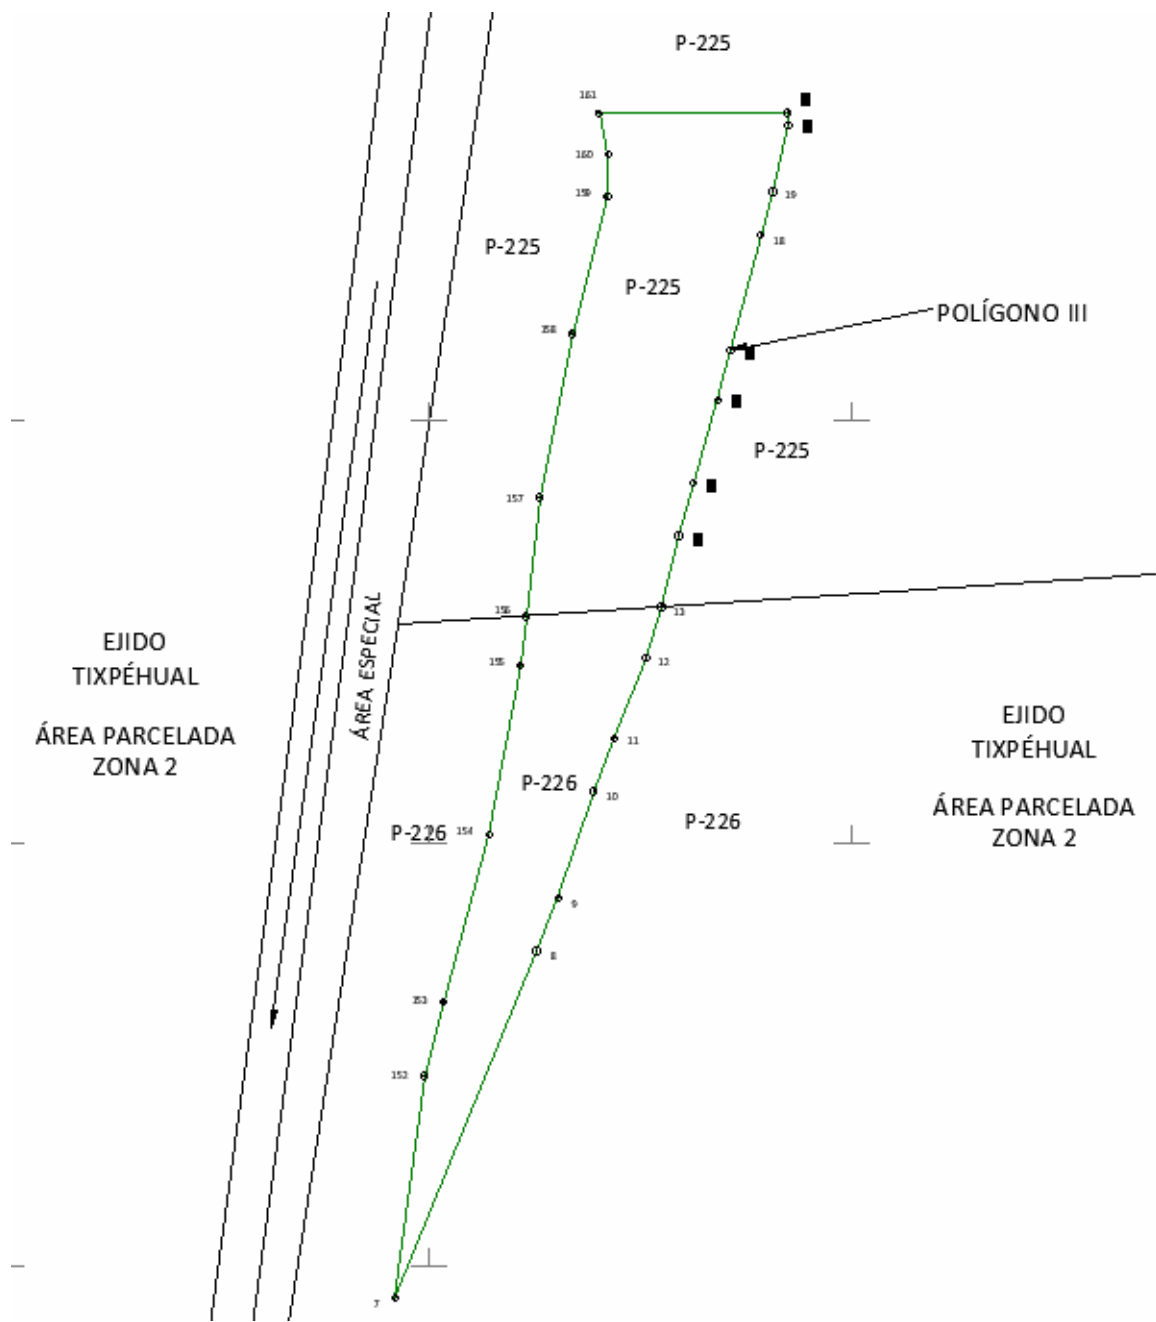 P-225
161
160
159
19
18
P-225
P-225
POLÍGONO III
158
P-225
157
156
13
155
12
ÁREA ESPECIAL
EJIDO
TIXPÉHUAL
ÁREA PARCELADA
ZONA 2
11
P-226
10
P-226
154
P-226
EJIDO
TIXPÉHUAL
ÁREA PARCELADA
ZONA 2
9
8
153
152
7